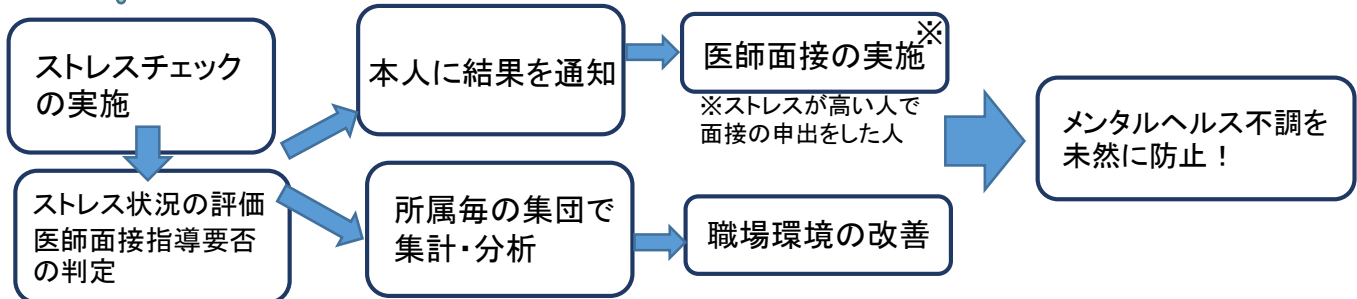 ストレスチェック
の実施
ストレス状況の評価
医師面接指導要否
の判定
本人に結果を通知
医師面接の実施※
※ストレスが高い人で
面接の申出をした人
所属毎の集団で
集計・分析
職場環境の改善
メンタルヘルス不調を
未然に防止！